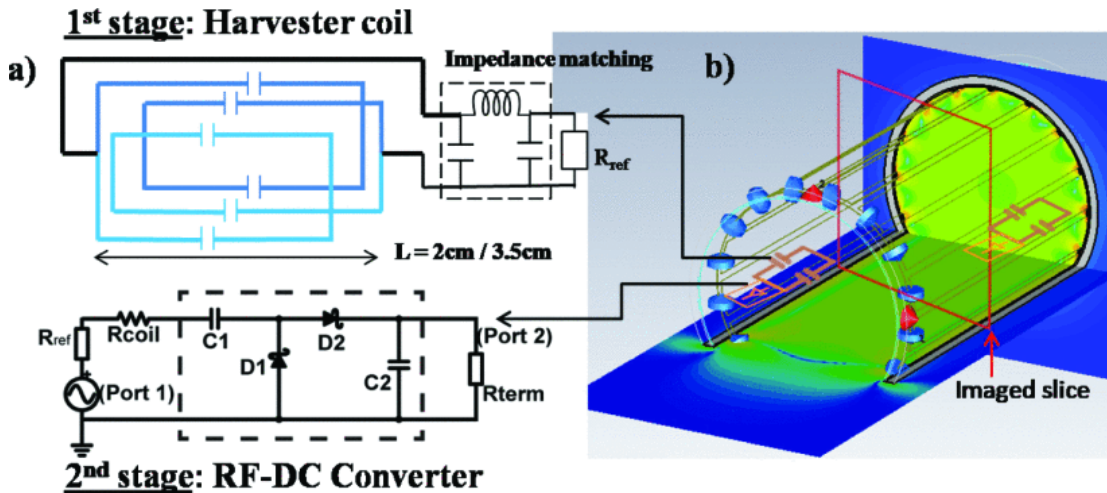 1st stage: Harvester coil
a)
Impedance matching
Rref
L = 2cm / 3.5cm
b)
2
Imaged slice
Rref
Rcoil
C1
D2
(Port 2)
D1
C2
Rterm
(Port 1)
2nd stage: RF-DC Converter